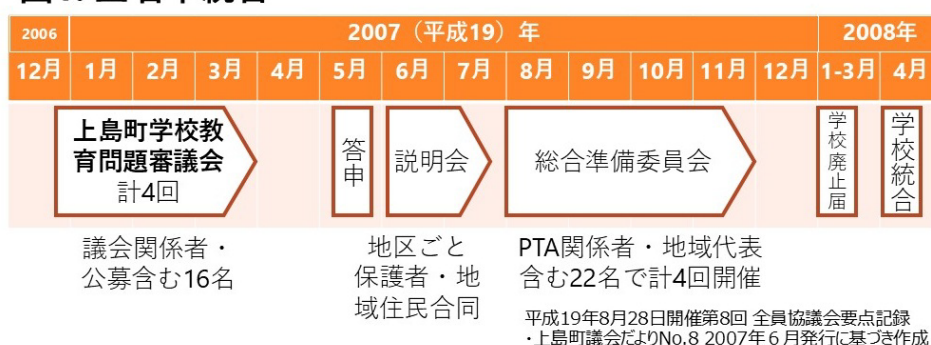 2006
2007（平成19）年
2008年
12月 1月 2月 3月 4月 5月 6月 7月 8月 9月 10月 11月 12月 1-3月 4月
上島町学校教
育問題審議会
計4回
答申
説明会
総合準備委員会
学校廃止届
学校統合
議会関係者・
公募含む16名
地区ごと
保護者・地
域住民合同
PTA関係者・地域代表
含む22名で計4回開催
平成19年8月28日開催第8回 全員協議会要点記録
・上島町議会だよりNo.8 2007年６月発行に基づき作成